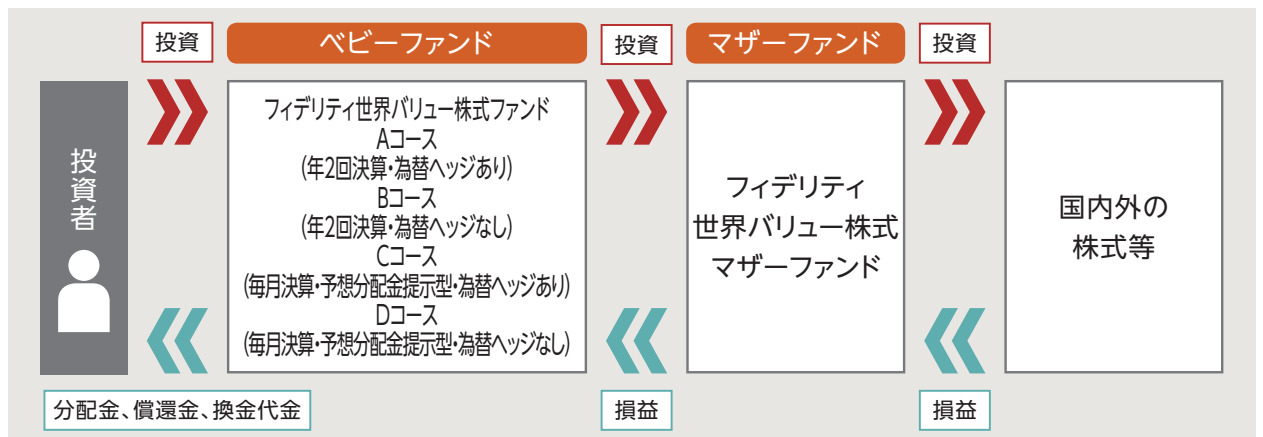 投資
ベビーファンド
投資
マザーファンド
投資
投資者
フィデリティ世界バリュー株式ファンド
Aコース
(年2回決算・為替ヘッジあり)
Bコース
(年2回決算・為替ヘッジなし)
Cコース
(毎月決算・予想分配金提示型・為替ヘッジあり)
Dコース
(毎月決算・予想分配金提示型・為替ヘッジなし)
フィデリティ
世界バリュー株式
マザーファンド
国内外の
株式等
分配金、償還金、換金代金
損益
損益